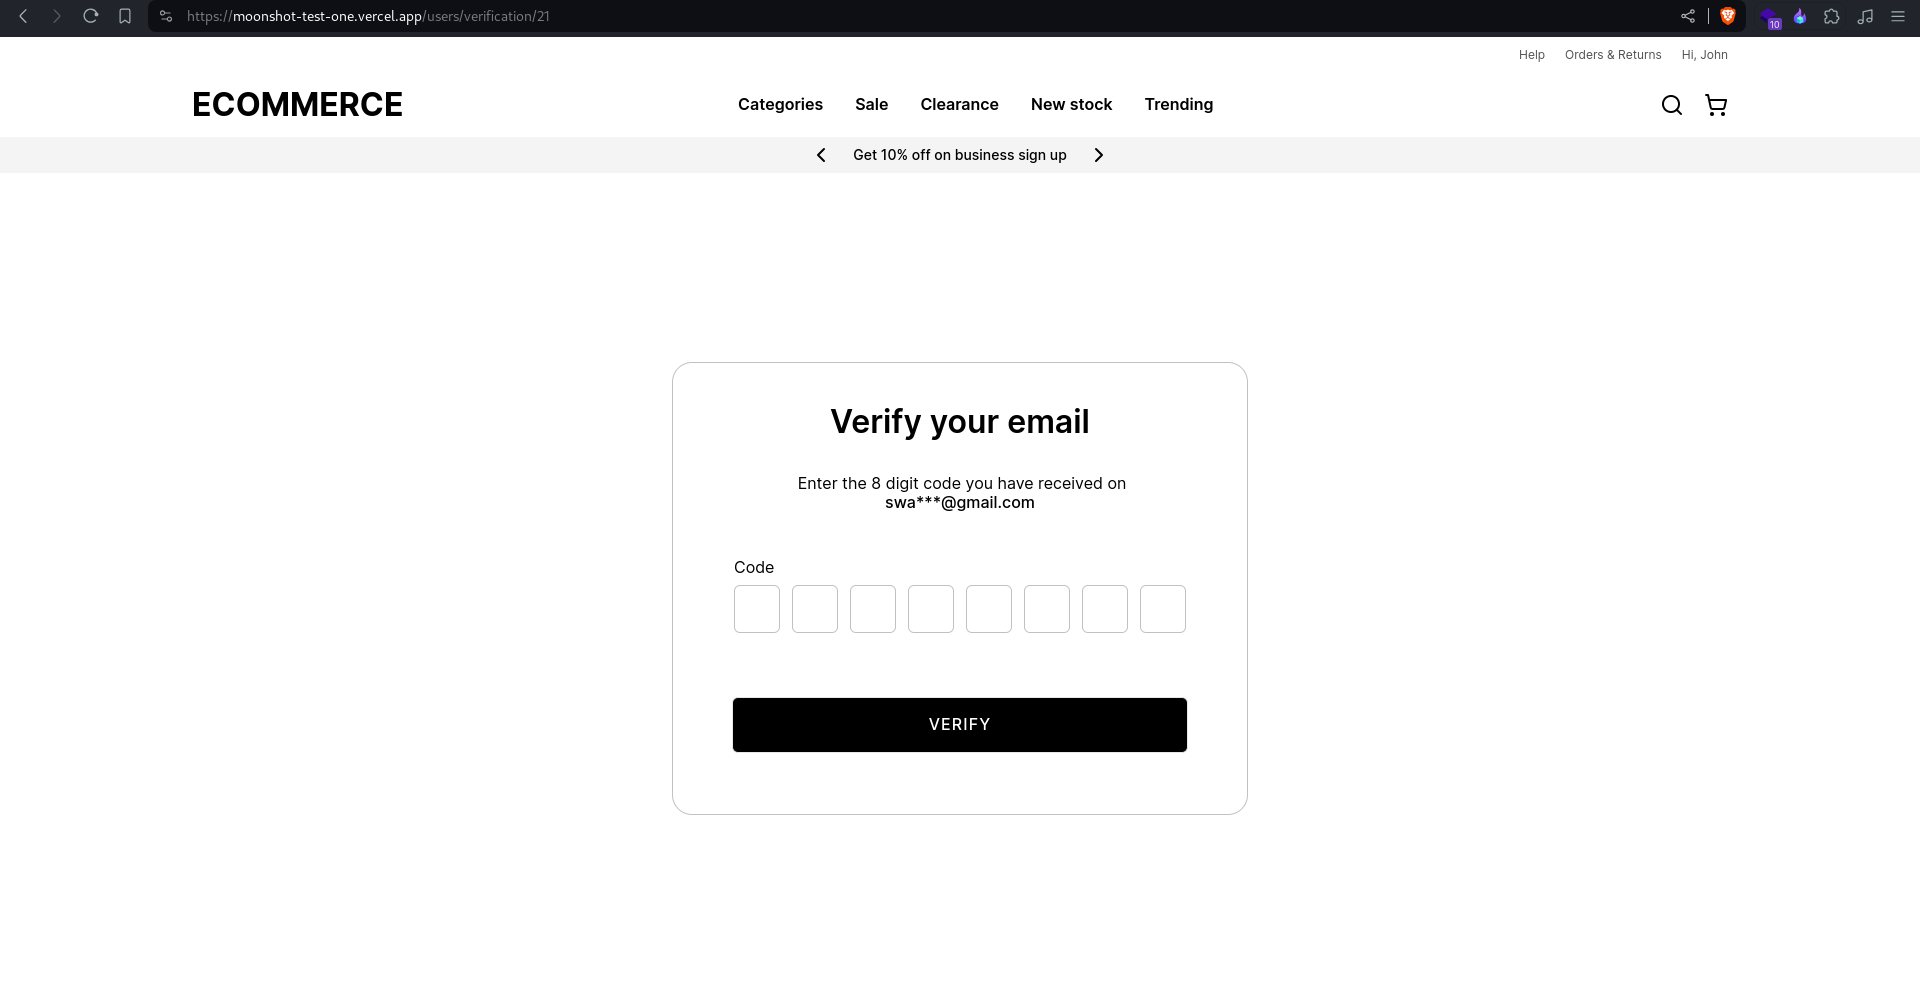 https://moonshot-test-one.vercel.app/users/verification/21
10
Help Orders & Returns Hi, John
ECOMMERCE
Categories Sale Clearance New stock Trending
Get 10% off on business sign up
Verify your email
Enter the 8 digit code you have received on
swa***@gmail.com
Code
VERIFY